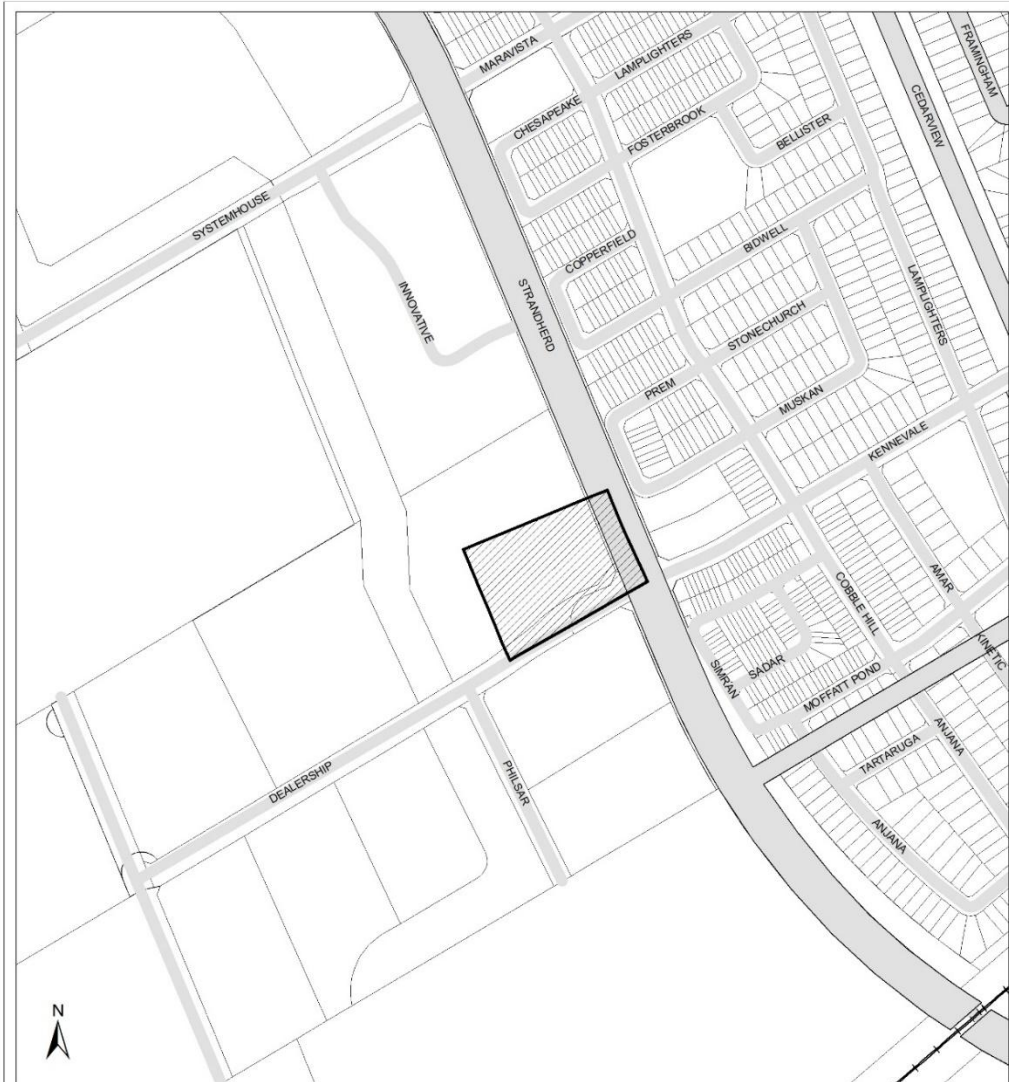 MARAVISTA
LAMPLIGHTERS
FRAMINGHAM
CEDARVIEW
CHESAPEAKE
FOSTERBROOK
BELLISTER
SYSTEMHOUSE
COPPERFIELD
BIDWELL
INNOVATIVE
STRANDHERD
STONECHURCH
LAMPLIGHTERS
PREM
MUSKAN
KENNEVALE
COBBLE HILL
AMAR
SADAR
SIMRAN
KINETIC
MOFFATT POND
TARTARUGA
ANJANA
DEALERSHIP
PHILSAR
ANJANA
N